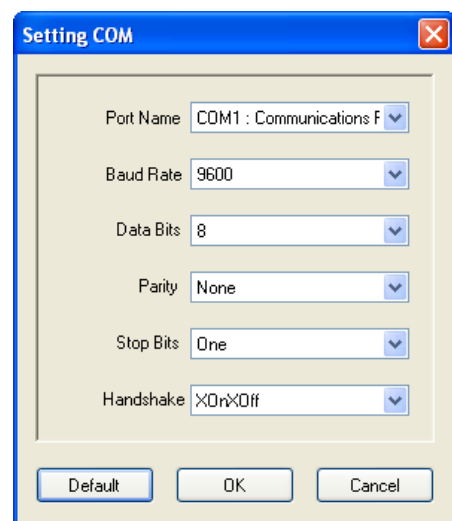 Setting COM
Port Name COM1 : Communications F
Baud Rate 9600
Data Bits 8
Parity None
Stop Bits One
Handshake XOnXOff
Default OK Cancel